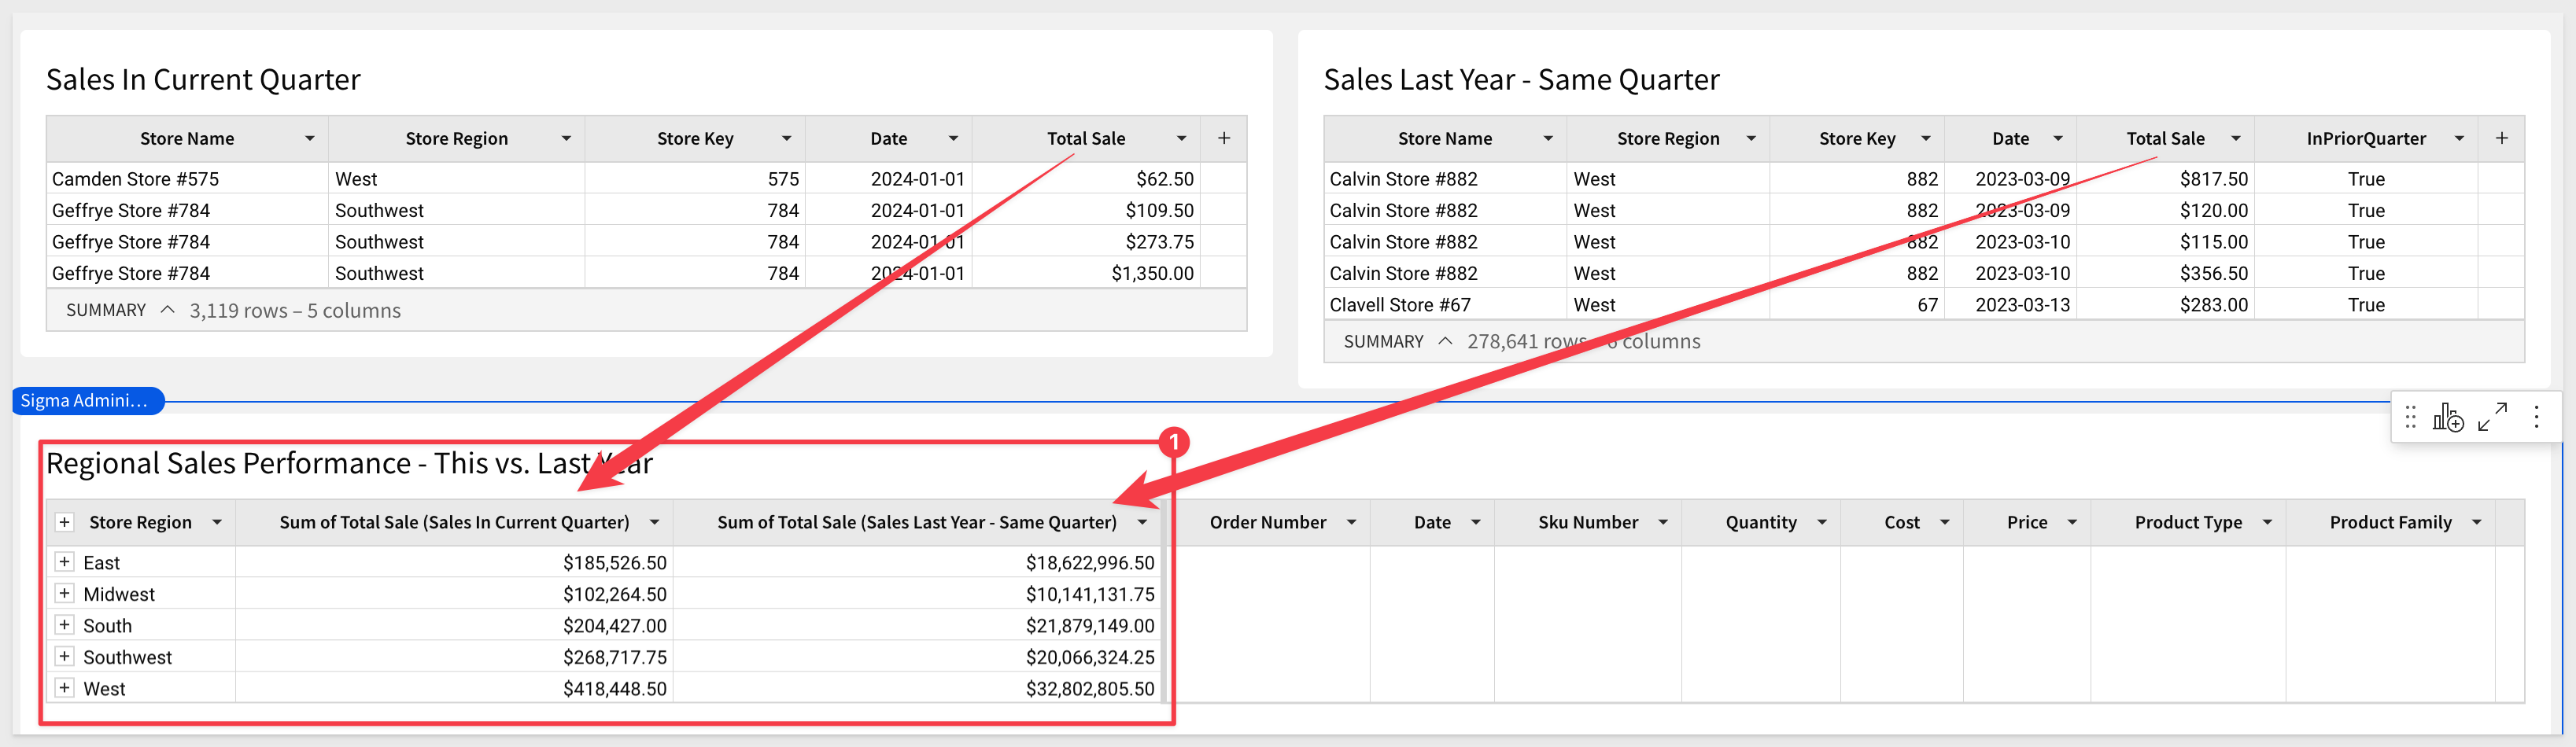 Sales In Current Quarter
Store Name Store Region Store Key Date Total Sale +
Camden Store #575 West 575 2024-01-01 $62.50
Geffrye Store #784 Southwest 784 2024-01-01 $109.50
Geffrye Store #784 Southwest 784 2024-01-01 $273.75
Geffrye Store #784 Southwest 784 2024-01-01 $1,350.00
SUMMARY 3,119 rows – 5 columns
Sales Last Year - Same Quarter
Store Name Store Region Store Key Date Total Sale InPriorQuarter +
Calvin Store #882 West 882 2023-03-09 $817.50 True
Calvin Store #882 West 882 2023-03-09 $120.00 True
Calvin Store #882 West 882 2023-03-10 $115.00 True
Calvin Store #882 West 882 2023-03-10 $356.50 True
Clavell Store #67 West 67 2023-03-13 $283.00 True
SUMMARY 278,641 rows – 6 columns
Sigma Admini...
1
Regional Sales Performance - This vs. Last Year
+ Store Region Sum of Total Sale (Sales In Current Quarter) Sum of Total Sale (Sales Last Year - Same Quarter) Order Number Date Sku Number Quantity Cost Price Product Type Product Family
+ East $185,526.50 $18,622,996.50
+ Midwest $102,264.50 $10,141,131.75
+ South $204,427.00 $21,879,149.00
+ Southwest $268,717.75 $20,066,324.25
+ West $418,448.50 $32,802,805.50